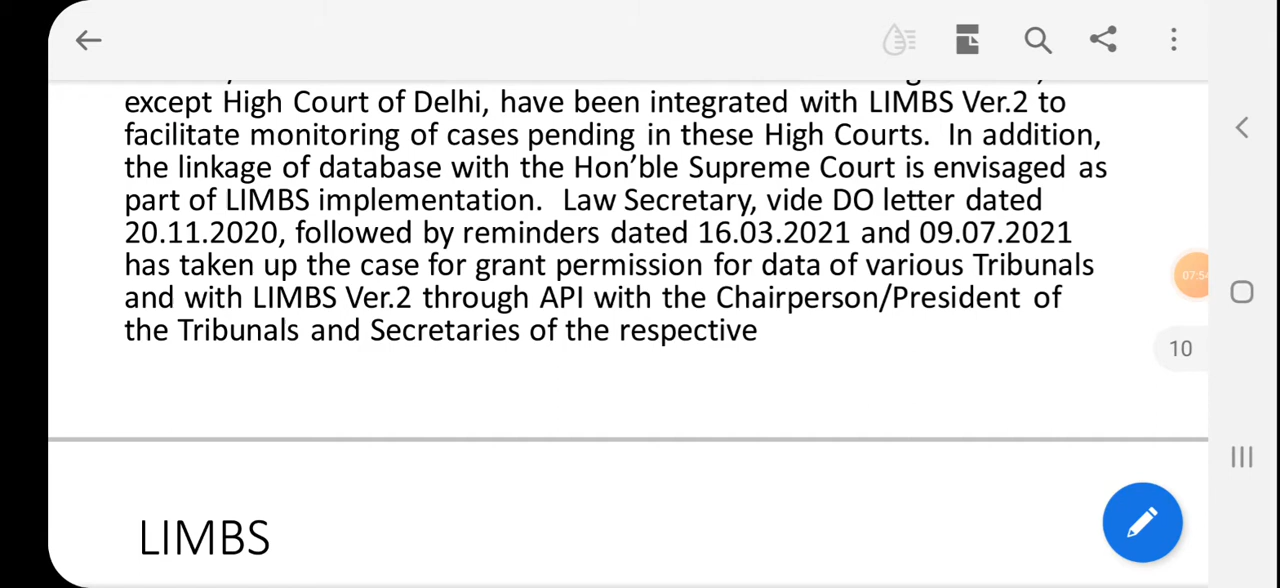 except High Court of Delhi, have been integrated with LIMBS Ver.2 to
facilitate monitoring of cases pending in these High Courts.  In addition,
the linkage of database with the Hon’ble Supreme Court is envisaged as
part of LIMBS implementation.  Law Secretary, vide DO letter dated
20.11.2020, followed by reminders dated 16.03.2021 and 09.07.2021
has taken up the case for grant permission for data of various Tribunals
and with LIMBS Ver.2 through API with the Chairperson/President of
the Tribunals and Secretaries of the respective
07:54
10
LIMBS